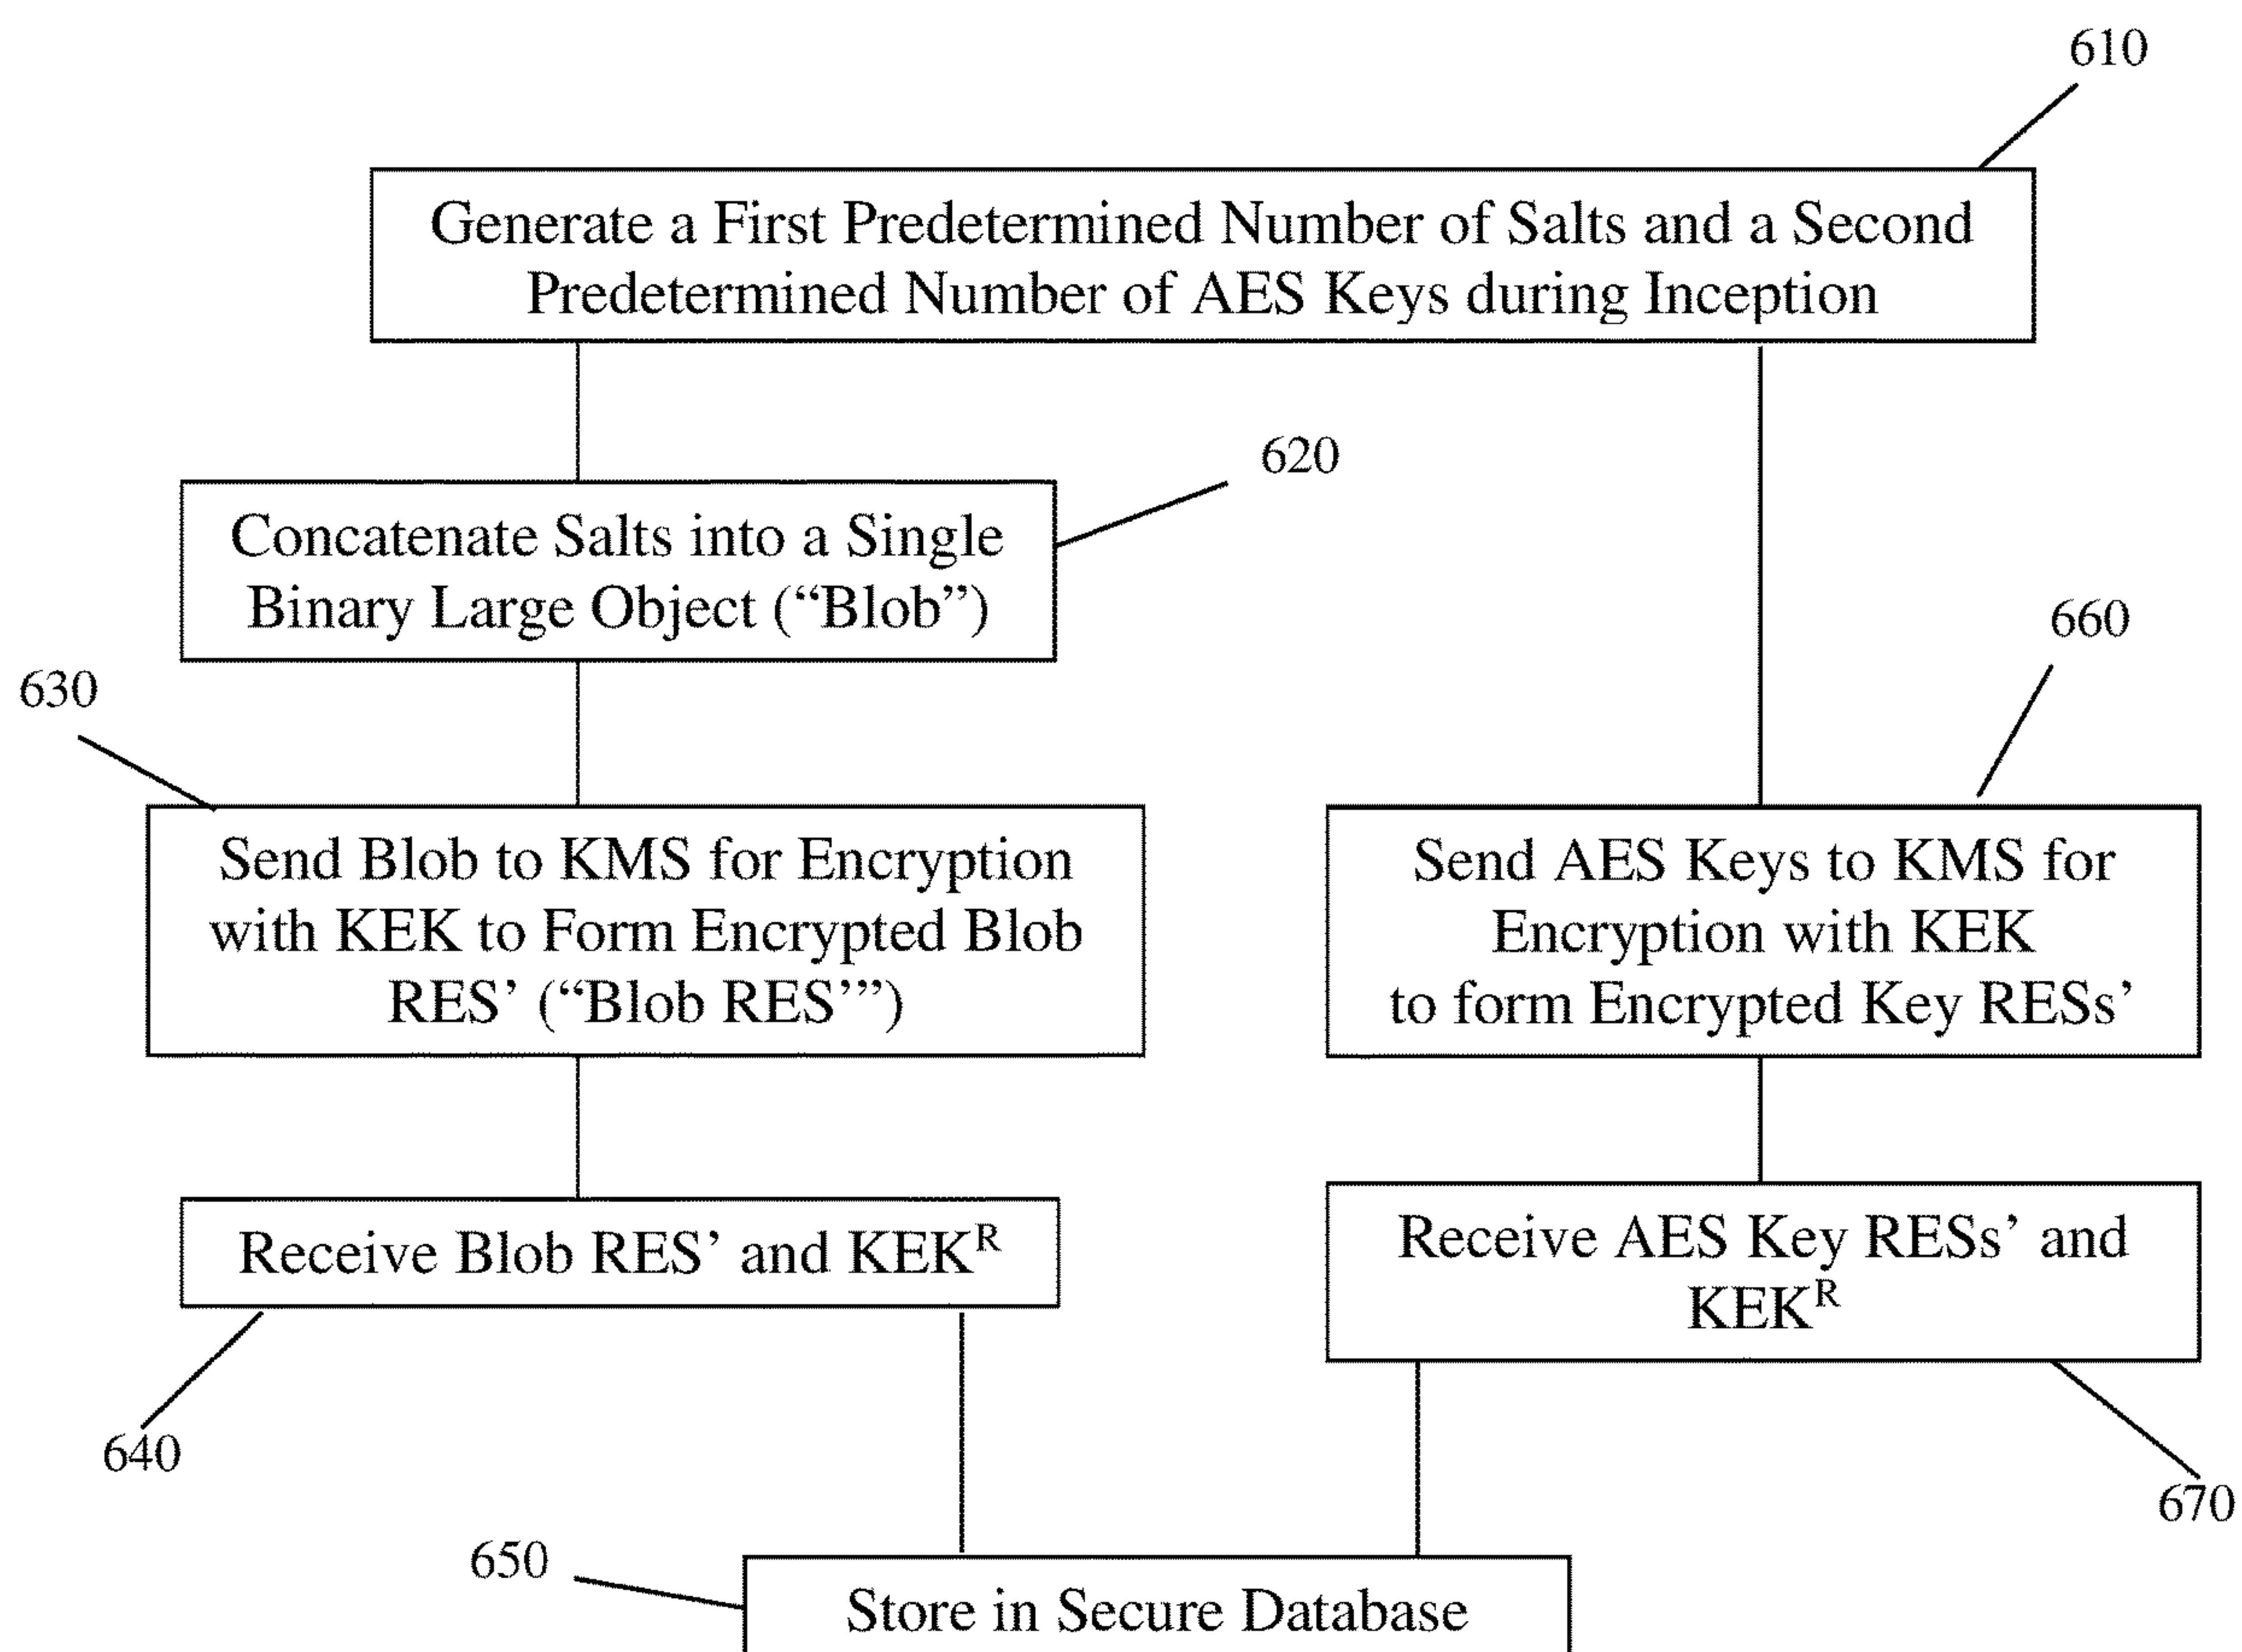 610
Generate a First Predetermined Number of Salts and a Second
Predetermined Number of AES Keys during Inception
620
Concatenate Salts into a Single
Binary Large Object (“Blob”)
660
630
Send Blob to KMS for Encryption
with KEK to Form Encrypted Blob
RES’ (“Blob RES’”)
Send AES Keys to KMS for
Encryption with KEK
to form Encrypted Key RESs’
Receive Blob RES’ and KEKᴿ
Receive AES Key RESs’ and
KEKᴿ
640
670
650
Store in Secure Database